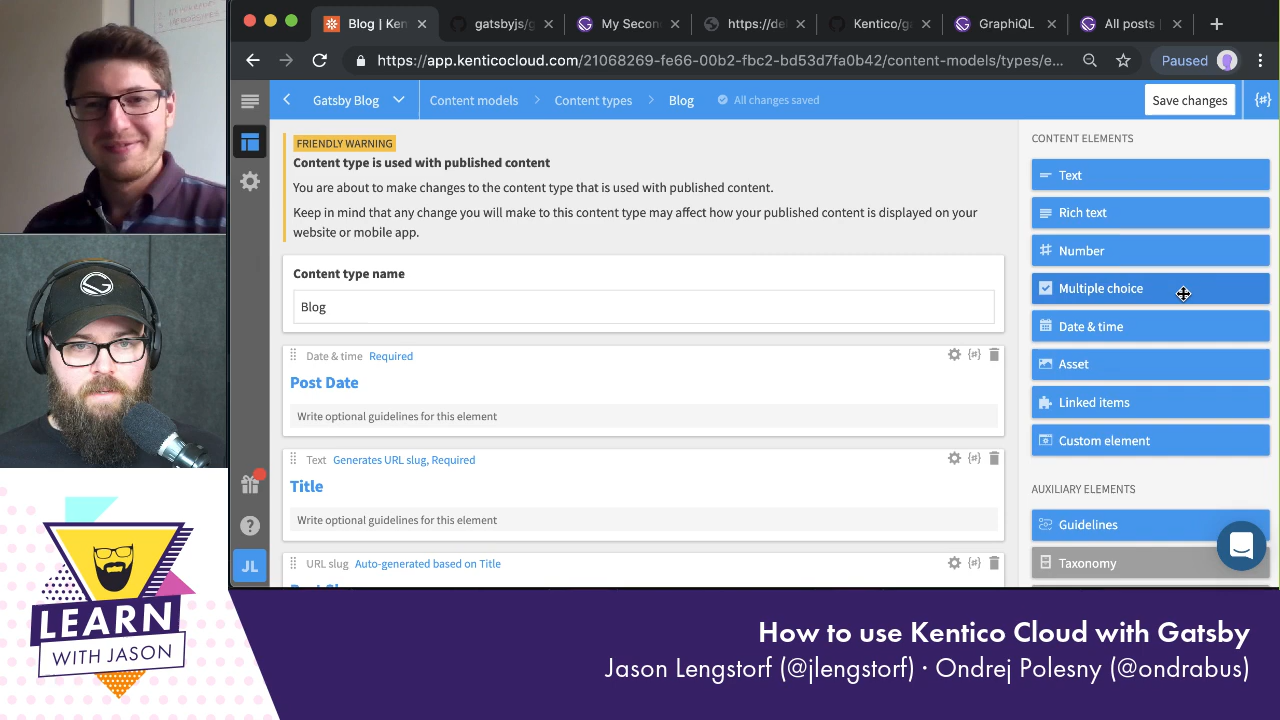 Blog | Ken
gatsbyjs/g
My Secon
https://de
Kentico/g
GraphiQL
All posts
https://app.kenticocloud.com/21068269-fe66-00b2-fbc2-bd53d7fa0b42/content-models/types/e...
Paused
Gatsby Blog
Content models
Content types
Blog
All changes saved
Save changes
{#}
FRIENDLY WARNING
Content type is used with published content
You are about to make changes to the content type that is used with published content.
Keep in mind that any change you will make to this content type may affect how your published content is displayed on your
website or mobile app.
Content type name
Blog
Date & time Required
{#}
Post Date
Write optional guidelines for this element
Text Generates URL slug, Required
{#}
Title
Write optional guidelines for this element
URL slug Auto-generated based on Title
{#}
CONTENT ELEMENTS
Text
Rich text
Number
Multiple choice
Date & time
Asset
Linked items
Custom element
AUXILIARY ELEMENTS
Guidelines
Taxonomy
JL
LEARN
WITH JASON
How to use Kentico Cloud with Gatsby
Jason Lengstorf (@jlengstorf) · Ondrej Polesny (@ondrabus)